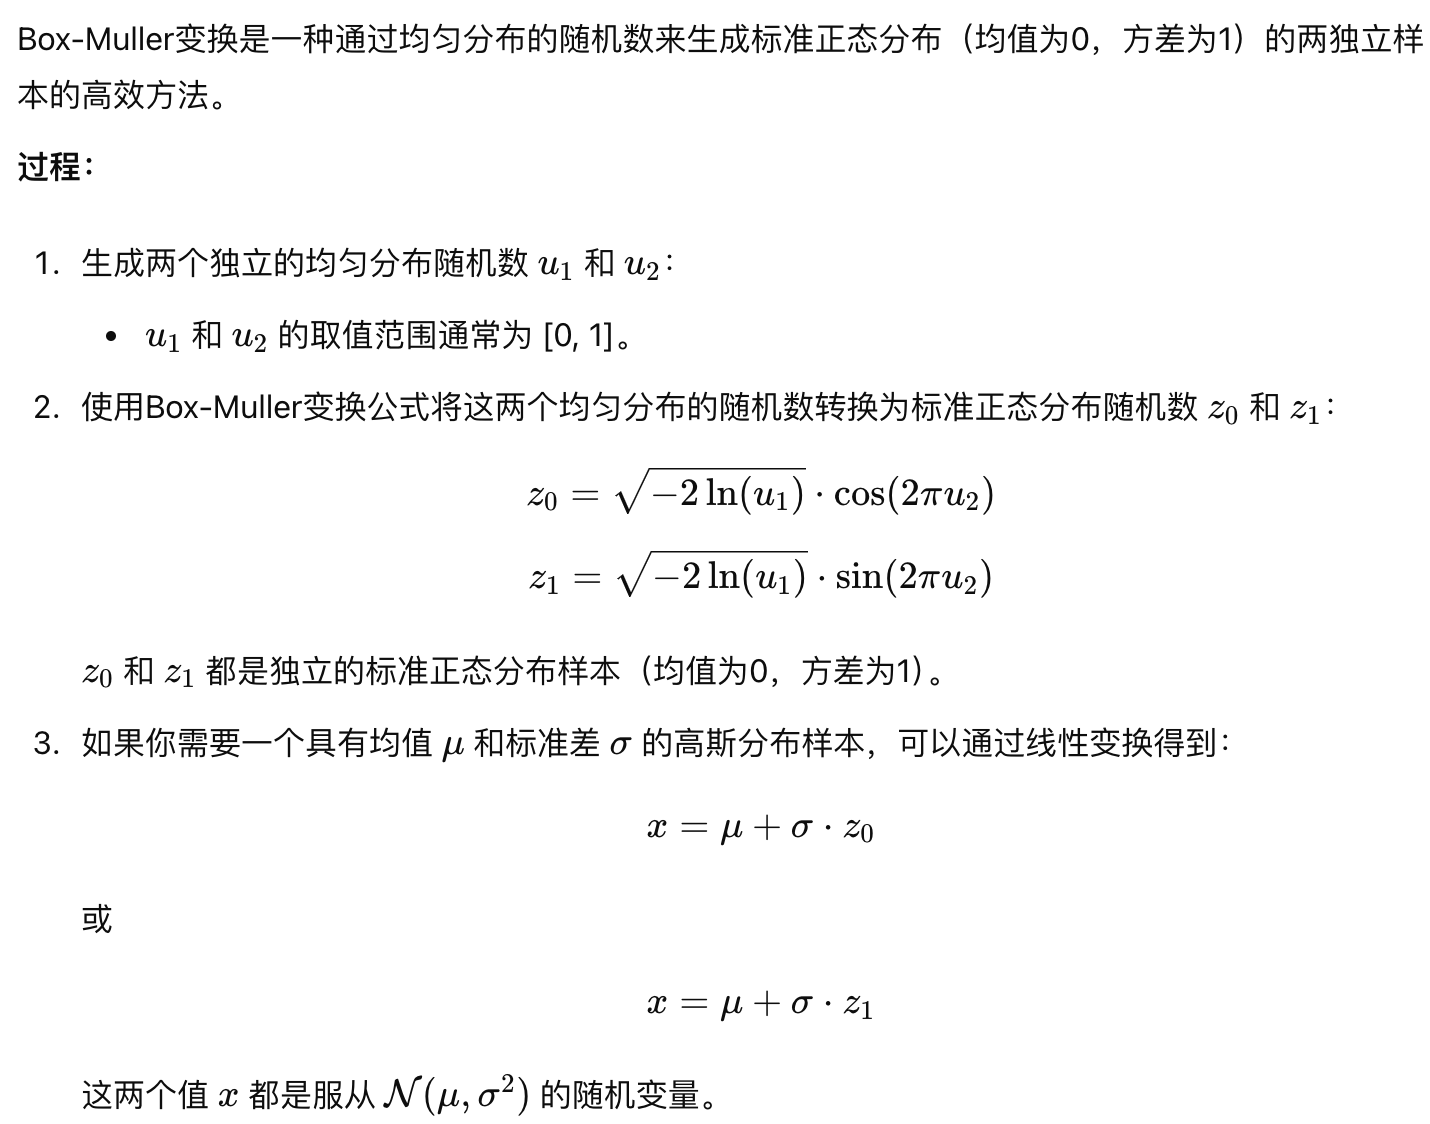 Box-Muller变换是一种通过均匀分布的随机数来生成标准正态分布（均值为0，方差为1）的两独立样
本的高效方法。
过程：
1. 生成两个独立的均匀分布随机数 u₁ 和 u₂：
• u₁ 和 u₂ 的取值范围通常为 [0, 1]。
2. 使用Box-Muller变换公式将这两个均匀分布的随机数转换为标准正态分布随机数 z₀ 和 z₁：
z₀ = √(−2 ln(u₁)) · cos(2πu₂)
z₁ = √(−2 ln(u₁)) · sin(2πu₂)
z₀ 和 z₁ 都是独立的标准正态分布样本（均值为0，方差为1）。
3. 如果你需要一个具有均值 μ 和标准差 σ 的高斯分布样本，可以通过线性变换得到：
x = μ + σ · z₀
或
x = μ + σ · z₁
这两个值 x 都是服从 𝒩(μ, σ²) 的随机变量。